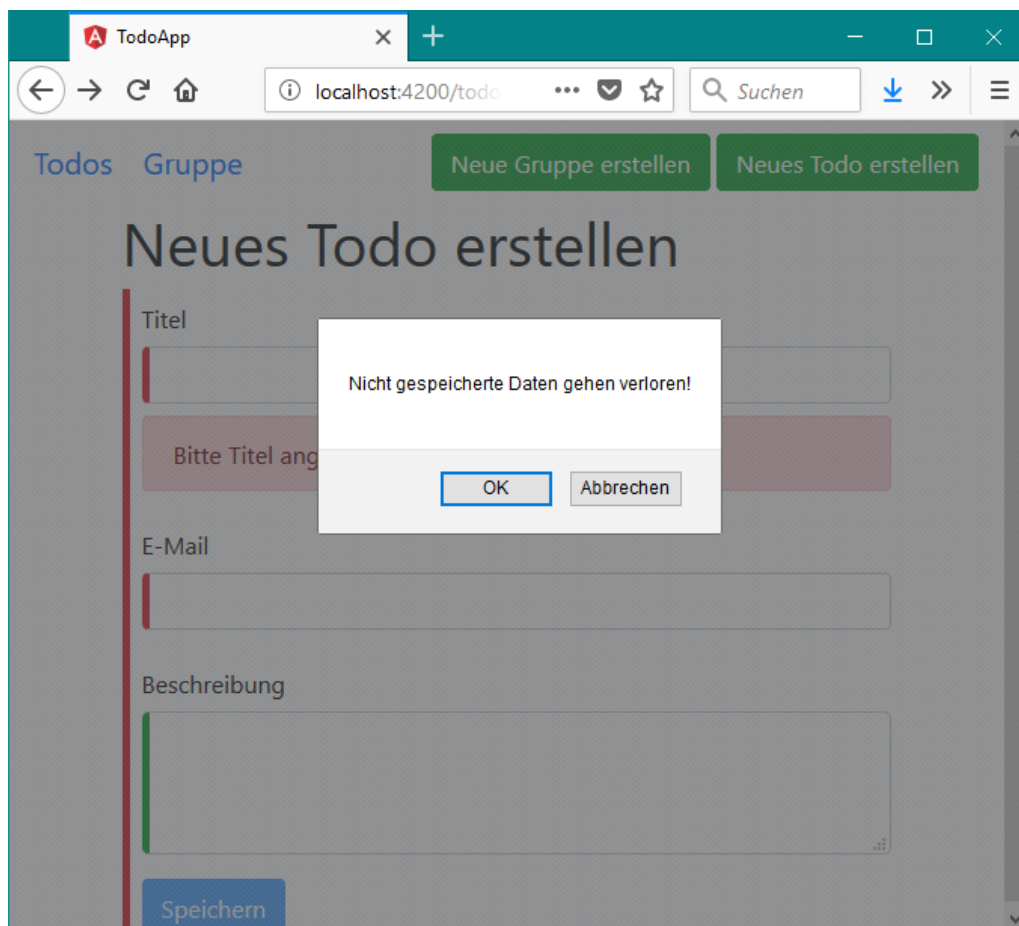 TodoApp
localhost:4200/todo
Suchen
Todos Gruppe Neue Gruppe erstellen Neues Todo erstellen
Neues Todo erstellen
Titel
Nicht gespeicherte Daten gehen verloren!
Bitte Titel ang
OK Abbrechen
E-Mail
Beschreibung
Speichern